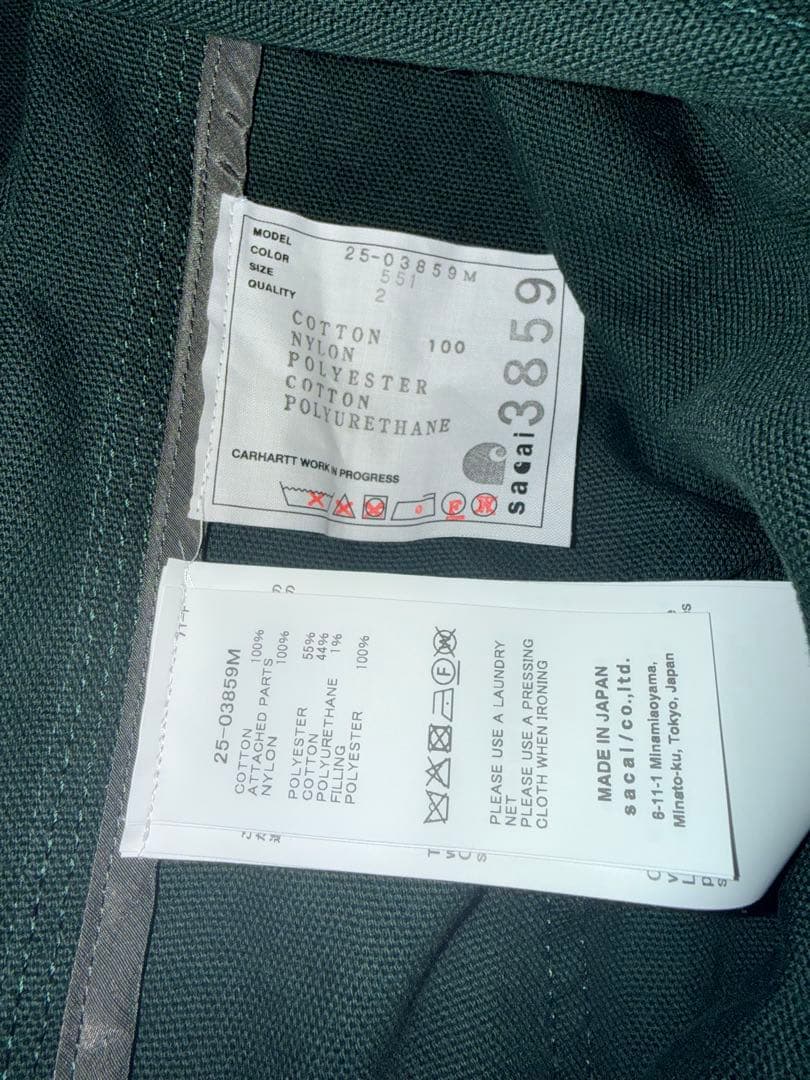 MODEL 25-03859M
COLOR 551
SIZE 2
QUALITY
COTTON 100
NYLON
POLYESTER
COTTON
POLYURETHANE
CARHARTT WORK IN PROGRESS
F
W
sacai 3859
25-03859M
COTTON 100%
ATTACHED PARTS
NYLON 100%
POLYESTER 55%
COTTON 44%
POLYURETHANE 1%
FILLING
POLYESTER 100%
F
W
PLEASE USE A LAUNDRY
NET
PLEASE USE A PRESSING
CLOTH WHEN IRONING
MADE IN JAPAN
sacai/co.,ltd.
6-11-1 Minamiaoyama,
Minato-ku, Tokyo, Japan